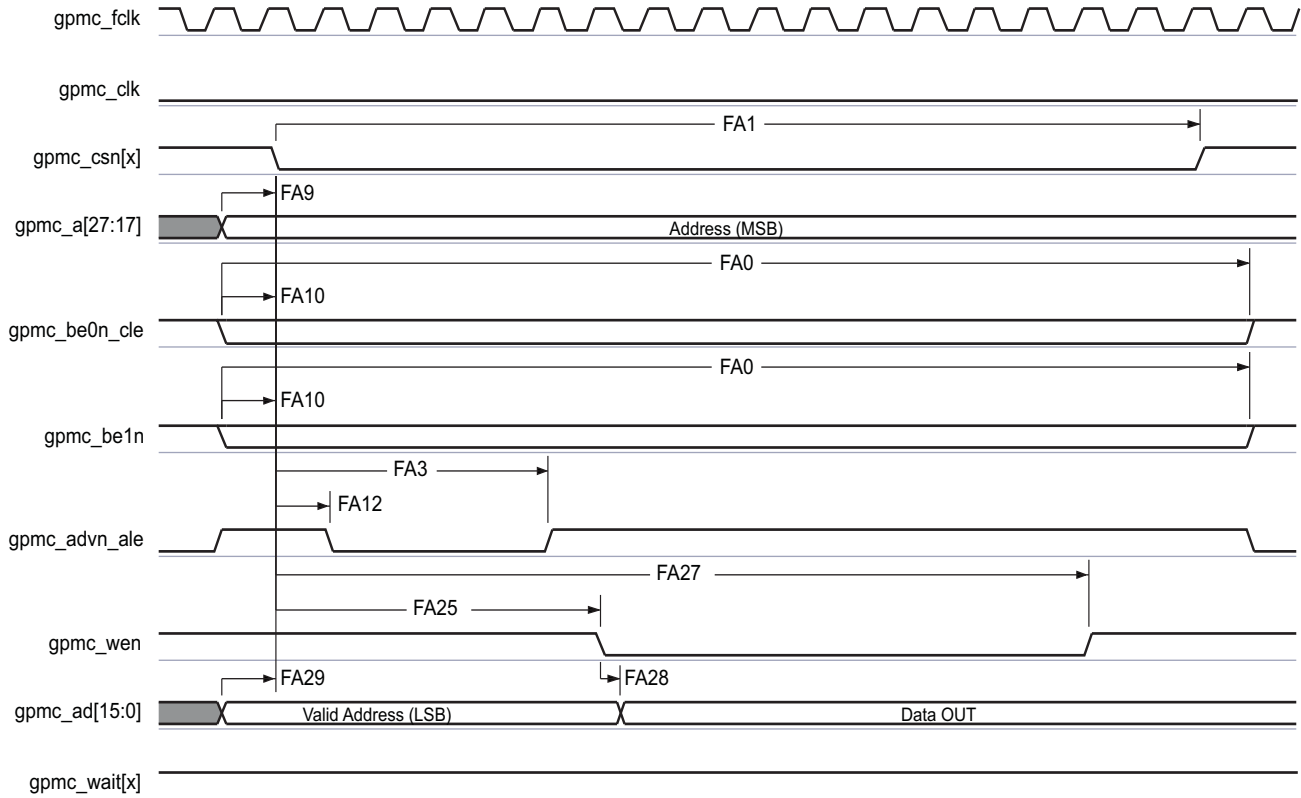 gpmc_fclk
gpmc_clk
FA1
gpmc_csn[x]
FA9
gpmc_a[27:17]
Address (MSB)
FA0
FA10
gpmc_be0n_cle
FA0
FA10
gpmc_be1n
FA3
FA12
gpmc_advn_ale
FA27
FA25
gpmc_wen
FA29
FA28
gpmc_ad[15:0]
Valid Address (LSB)
Data OUT
gpmc_wait[x]